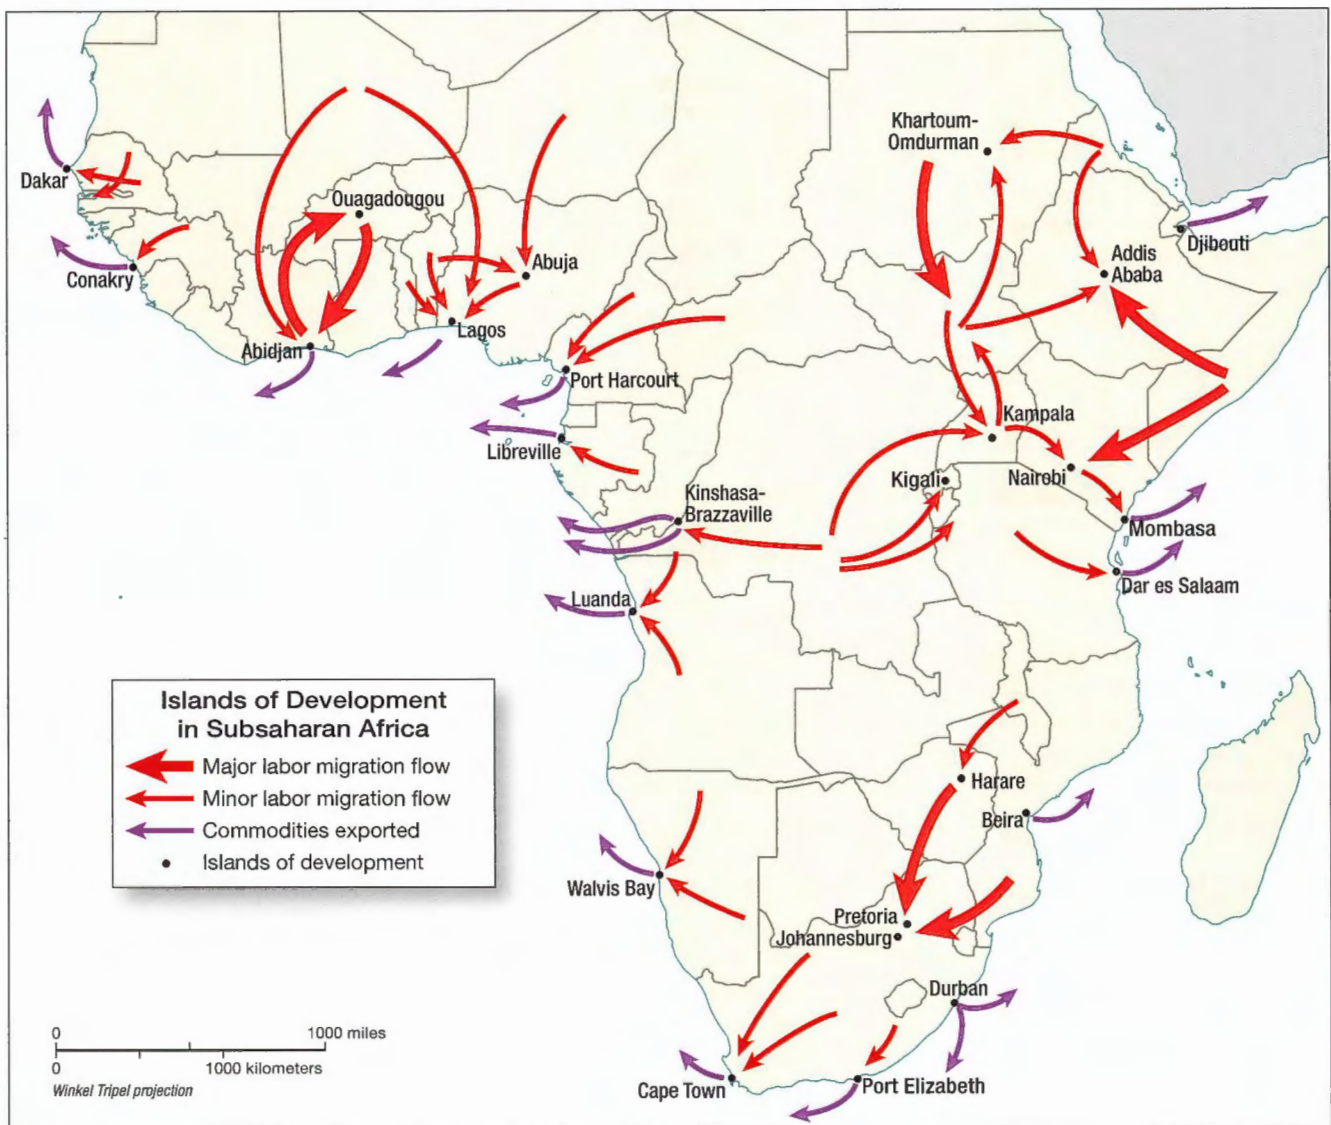 Khartoum-
Omdurman
Dakar
Ouagadougou
Djibouti
Addis
Ababa
Conakry
Abuja
Lagos
Abidjan
Port Harcourt
Kampala
Libreville
Kigali
Nairobi
Kinshasa-
Brazzaville
Mombasa
Dar es Salaam
Luanda
Islands of Development
in Subsaharan Africa
Major labor migration flow
Minor labor migration flow
Commodities exported
Islands of development
Harare
Beira
Walvis Bay
Pretoria
Johannesburg
Durban
0 1000 miles
0 1000 kilometers
Winkel Tripel projection
Cape Town
Port Elizabeth